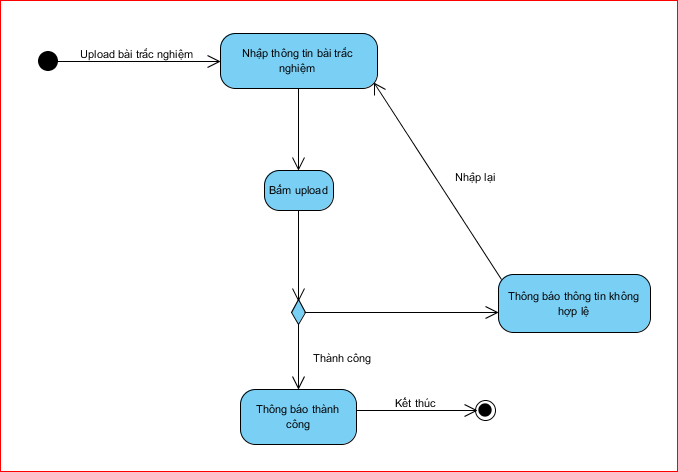 Upload bài trắc nghiệm
Nhập thông tin bài trắc
nghiệm
Bấm upload
Nhập lại
Thông báo thông tin không
hợp lệ
Thành công
Thông báo thành
công
Kết thúc